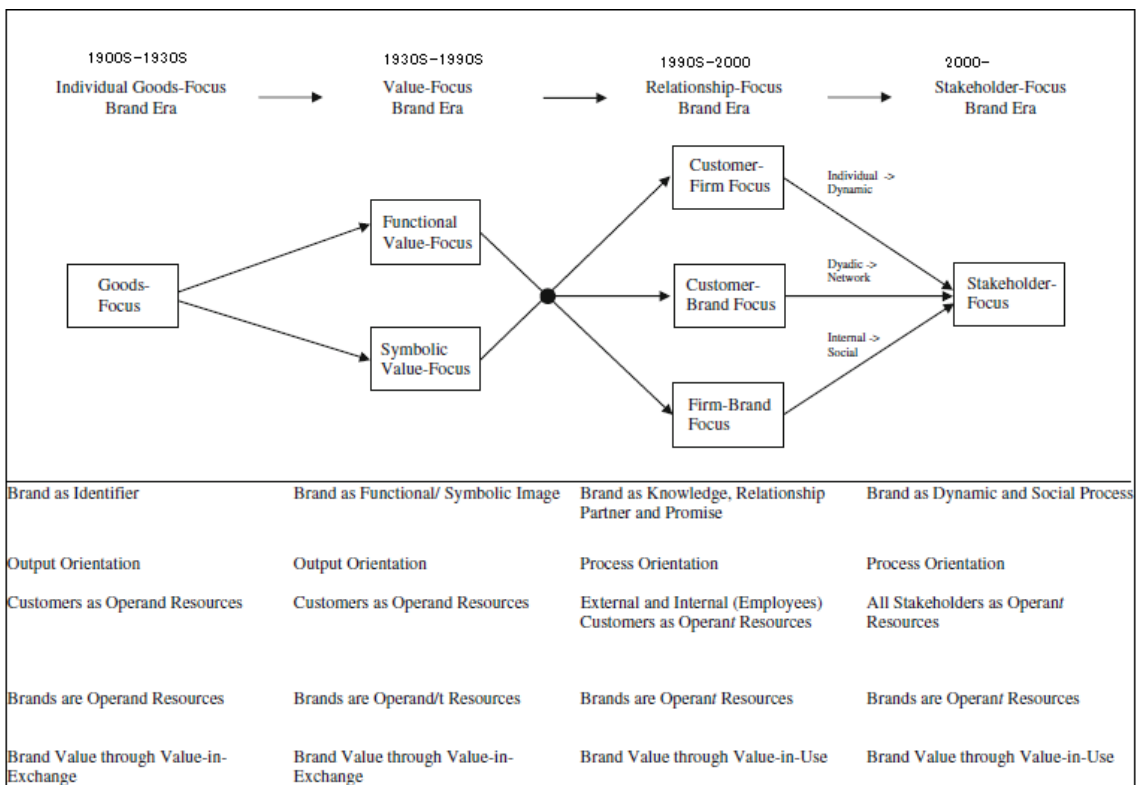 1900S-1930S
Individual Goods-Focus
Brand Era
1930S-1990S
Value-Focus
Brand Era
1990S-2000
Relationship-Focus
Brand Era
2000-
Stakeholder-Focus
Brand Era
Goods-
Focus
Functional
Value-Focus
Symbolic
Value-Focus
Customer-
Firm Focus
Customer-
Brand Focus
Firm-Brand
Focus
Individual ->
Dynamic
Dyadic ->
Network
Internal ->
Social
Stakeholder-
Focus
Brand as Identifier
Brand as Functional/ Symbolic Image
Brand as Knowledge, Relationship
Partner and Promise
Brand as Dynamic and Social Process
Output Orientation
Output Orientation
Process Orientation
Process Orientation
Customers as Operand Resources
Customers as Operand Resources
External and Internal (Employees)
Customers as Operant Resources
All Stakeholders as Operant
Resources
Brands are Operand Resources
Brands are Operand/t Resources
Brands are Operant Resources
Brands are Operant Resources
Brand Value through Value-in-
Exchange
Brand Value through Value-in-
Exchange
Brand Value through Value-in-Use
Brand Value through Value-in-Use